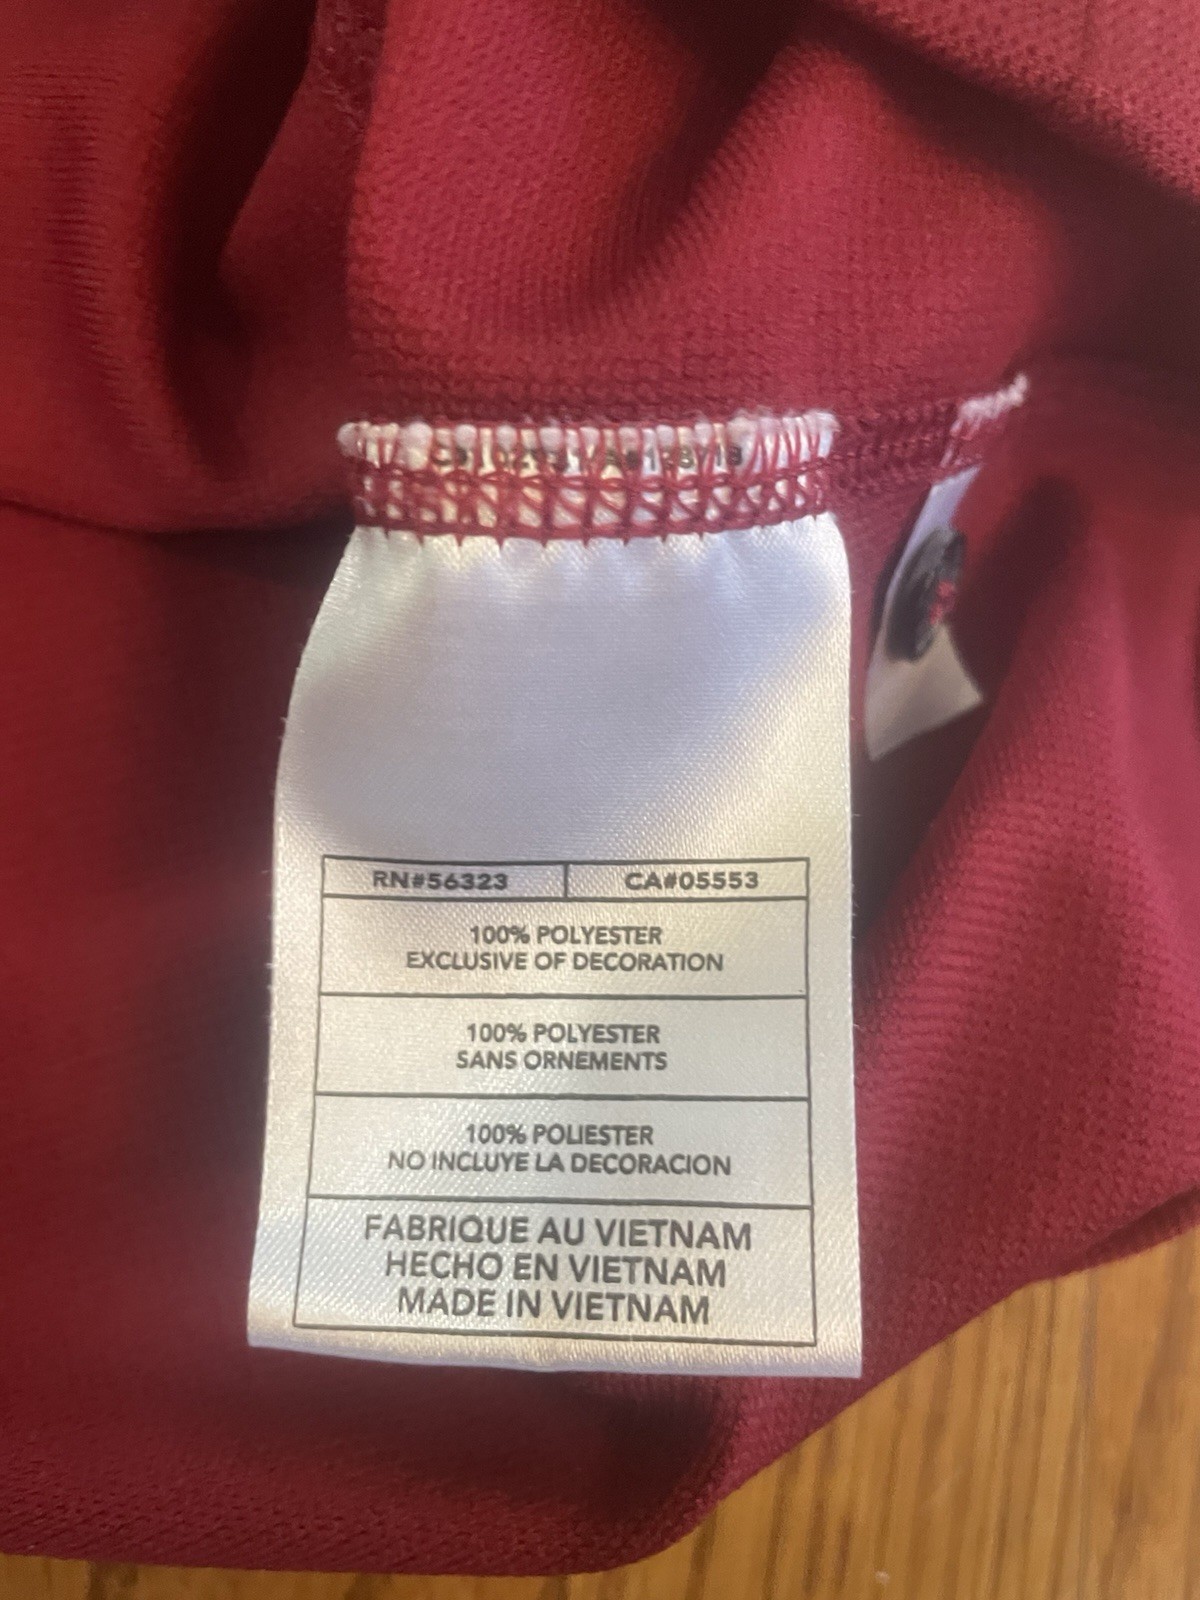 RN#56323 CA#05553
100% POLYESTER
EXCLUSIVE OF DECORATION
100% POLYESTER
SANS ORNEMENTS
100% POLIESTER
NO INCLUYE LA DECORACION
FABRIQUE AU VIETNAM
HECHO EN VIETNAM
MADE IN VIETNAM